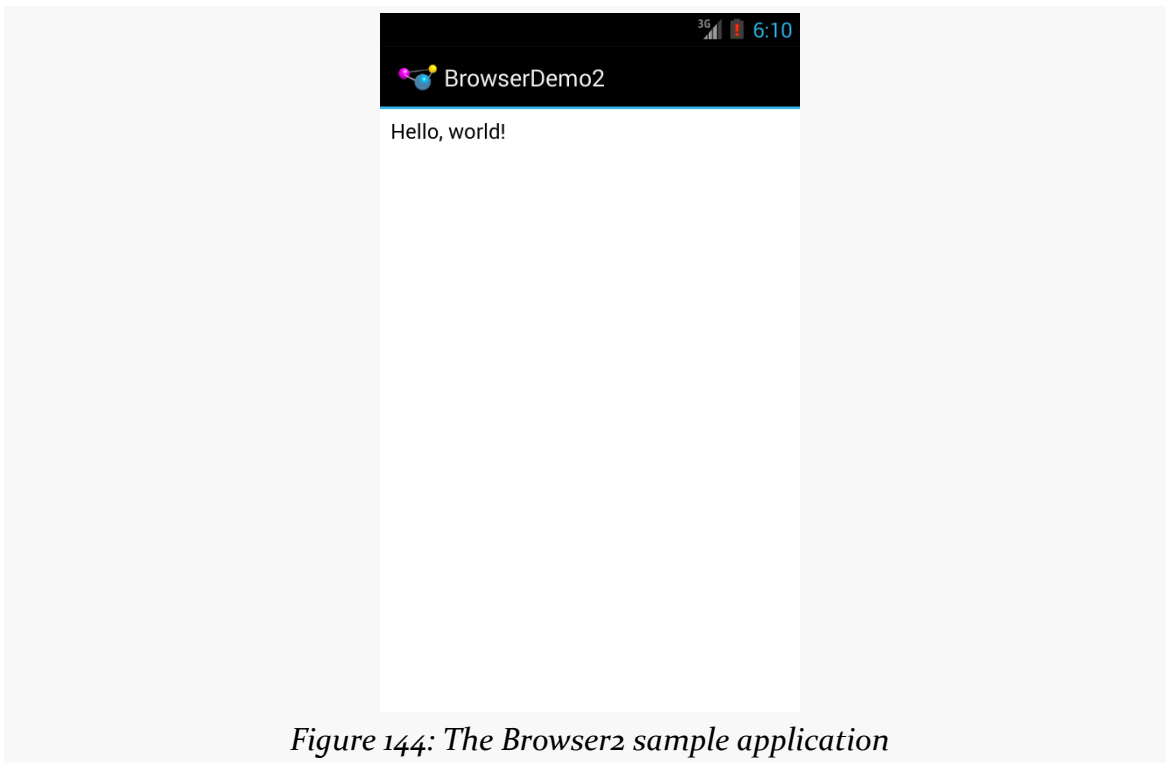 3G 6:10
BrowserDemo2
Hello, world!
Figure 144: The Browser2 sample application